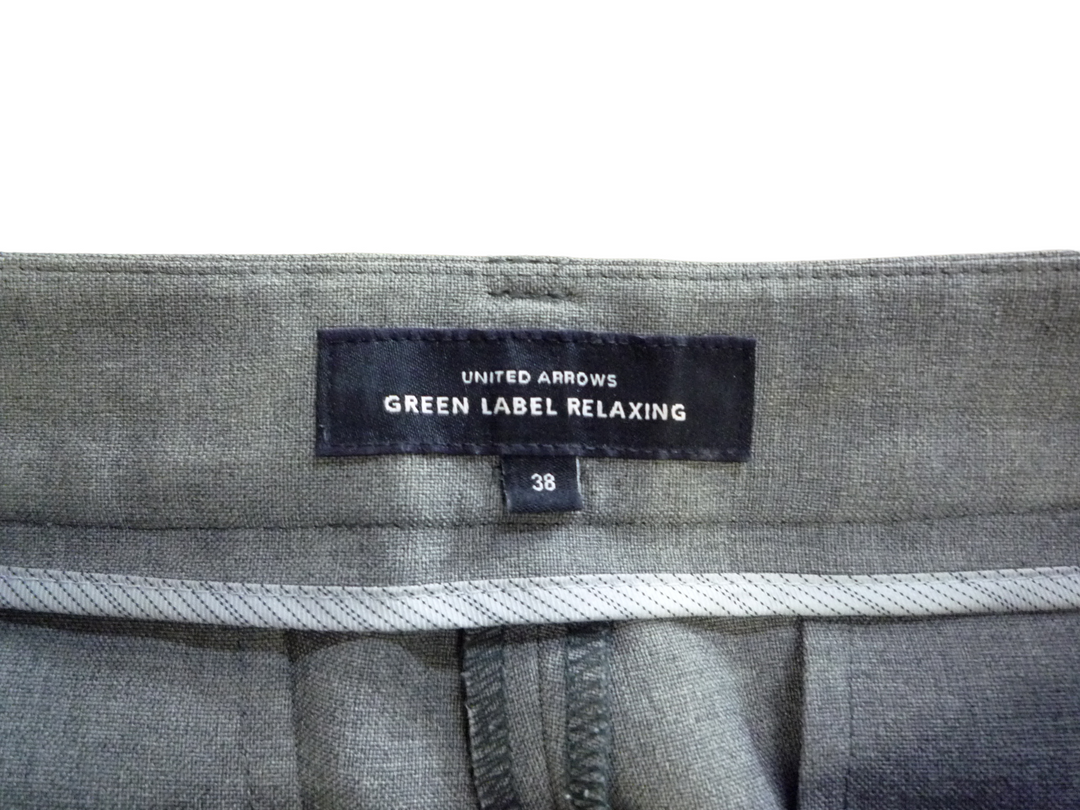 UNITED ARROWS
GREEN LABEL RELAXING
38